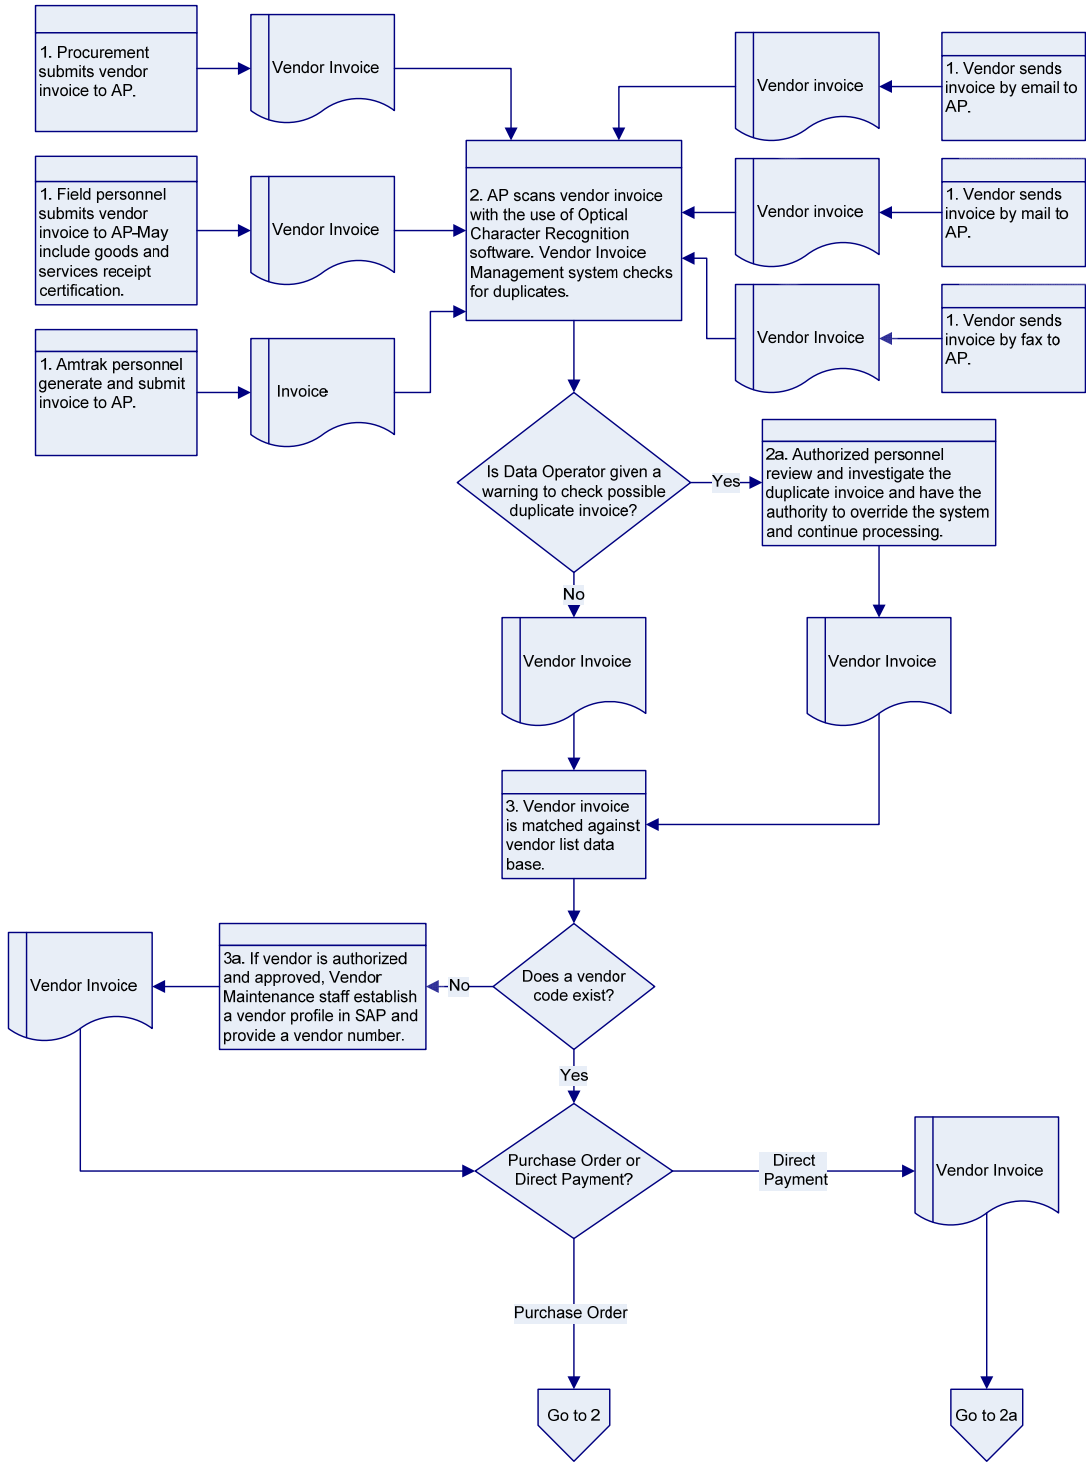 1. Procurement
submits vendor
invoice to AP.
Vendor Invoice
Vendor invoice
1. Vendor sends
invoice by email to
AP.
1. Field personnel
submits vendor
invoice to AP-May
include goods and
services receipt
certification.
Vendor Invoice
2. AP scans vendor invoice
with the use of Optical
Character Recognition
software. Vendor Invoice
Management system checks
for duplicates.
Vendor invoice
1. Vendor sends
invoice by mail to
AP.
Vendor Invoice
1. Vendor sends
invoice by fax to
AP.
1. Amtrak personnel
generate and submit
invoice to AP.
Invoice
Is Data Operator given a
warning to check possible
duplicate invoice?
Yes
2a. Authorized personnel
review and investigate the
duplicate invoice and have the
authority to override the system
and continue processing.
No
Vendor Invoice
Vendor Invoice
3. Vendor invoice
is matched against
vendor list data
base.
Does a vendor
code exist?
No
3a. If vendor is authorized
and approved, Vendor
Maintenance staff establish
a vendor profile in SAP and
provide a vendor number.
Vendor Invoice
Yes
Purchase Order or
Direct Payment?
Direct
Payment
Vendor Invoice
Purchase Order
Go to 2
Go to 2a